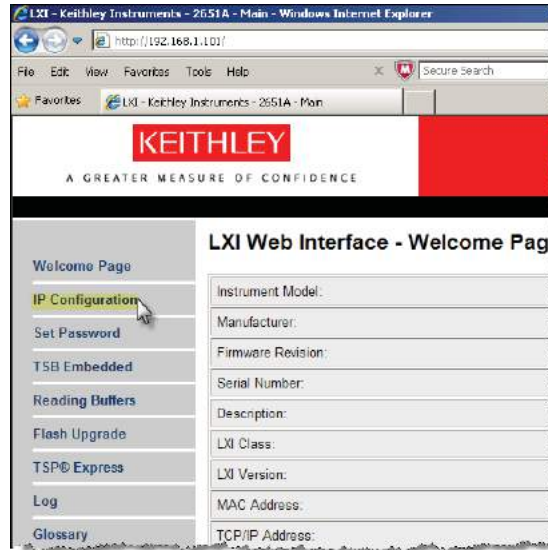 LXI - Keithley Instruments - 2651A - Main - Windows Internet Explorer
http://192.168.1.101/
File Edit View Favorites Tools Help x Secure Search
Favorites LXI - Keithley Instruments - 2651A - Main
KEITHLEY
A GREATER MEASURE OF CONFIDENCE
LXI Web Interface - Welcome Pag
Welcome Page
IP Configuration
Set Password
TSB Embedded
Reading Buffers
Flash Upgrade
TSP® Express
Log
Glossary
Instrument Model:
Manufacturer:
Firmware Revision:
Serial Number:
Description:
LXI Class:
LXI Version:
MAC Address:
TCP/IP Address: